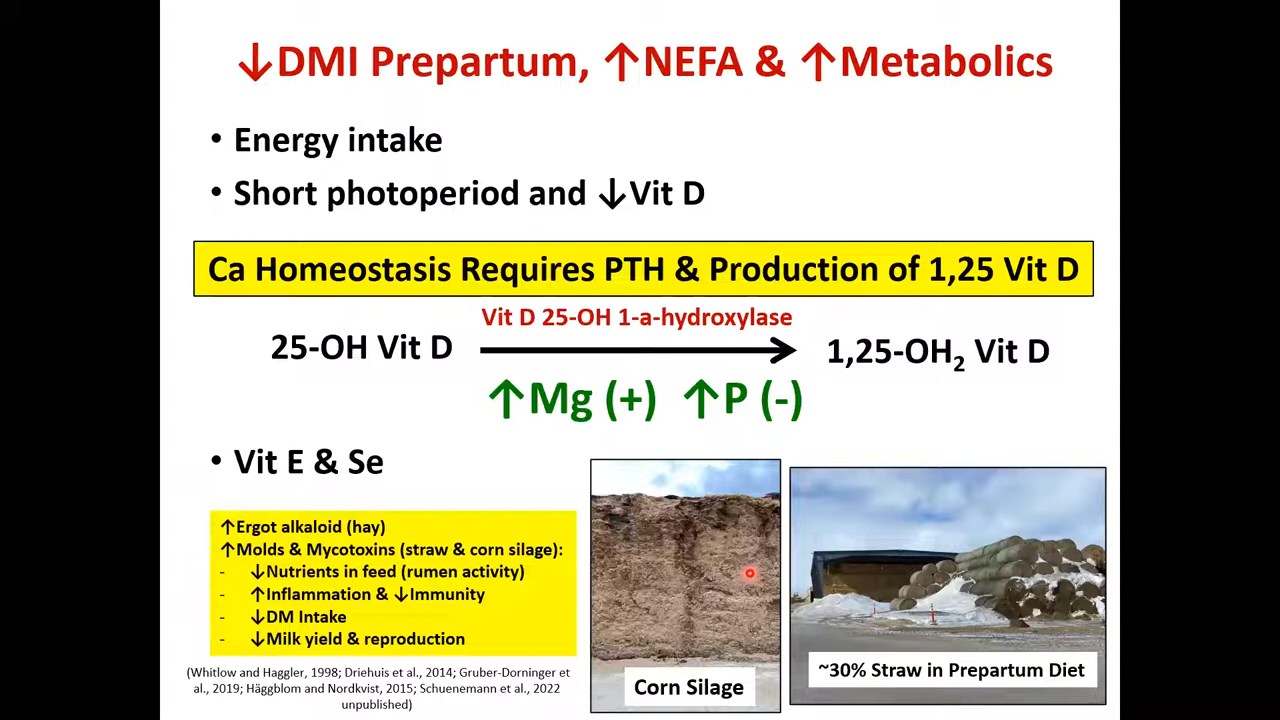 ↓DMI Prepartum, ↑NEFA & ↑Metabolics
• Energy intake
• Short photoperiod and ↓Vit D
Ca Homeostasis Requires PTH & Production of 1,25 Vit D
Vit D 25-OH 1-a-hydroxylase
25-OH Vit D
1,25-OH₂ Vit D
↑Mg (+) ↑P (-)
• Vit E & Se
↑Ergot alkaloid (hay)
↑Molds & Mycotoxins (straw & corn silage):
- ↓Nutrients in feed (rumen activity)
- ↑Inflammation & ↓Immunity
- ↓DM Intake
- ↓Milk yield & reproduction
(Whitlow and Haggler, 1998; Driehuis et al., 2014; Gruber-Dorninger et
al., 2019; Häggblom and Nordkvist, 2015; Schuenemann et al., 2022
unpublished)
Corn Silage
~30% Straw in Prepartum Diet